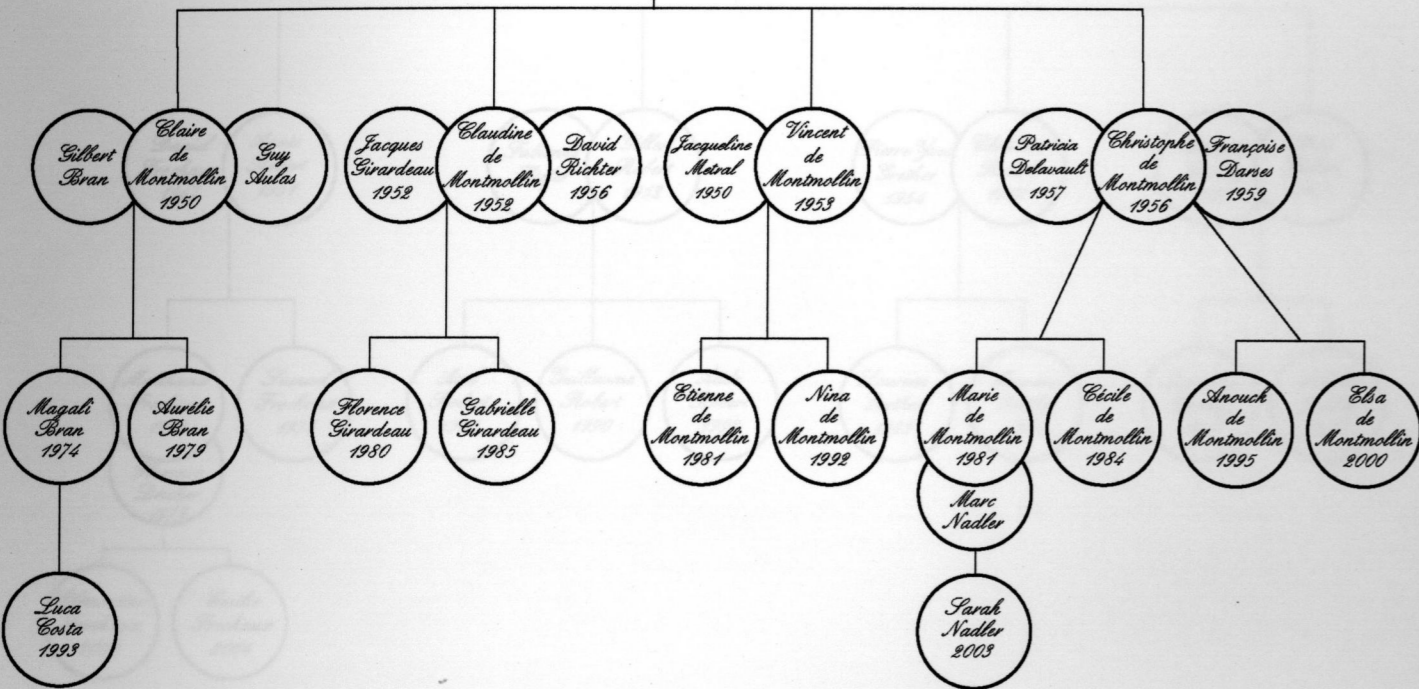 Gilbert
Bran
Claire
de
Montmollin
1950
Guy
Aulas
Jacques
Girardeau
1952
Claudine
de
Montmollin
1952
David
Richter
1956
Jacqueline
Metral
1950
Vincent
de
Montmollin
1953
Patricia
Delavault
1957
Christophe
de
Montmollin
1956
Françoise
Darses
1959
Magali
Bran
1974
Aurélie
Bran
1979
Florence
Girardeau
1980
Gabrielle
Girardeau
1985
Etienne
de
Montmollin
1981
Nina
de
Montmollin
1992
Marie
de
Montmollin
1981
Marc
Nadler
Cécile
de
Montmollin
1984
Anouck
de
Montmollin
1995
Elsa
de
Montmollin
2000
Luca
Costa
1993
Sarah
Nadler
2003